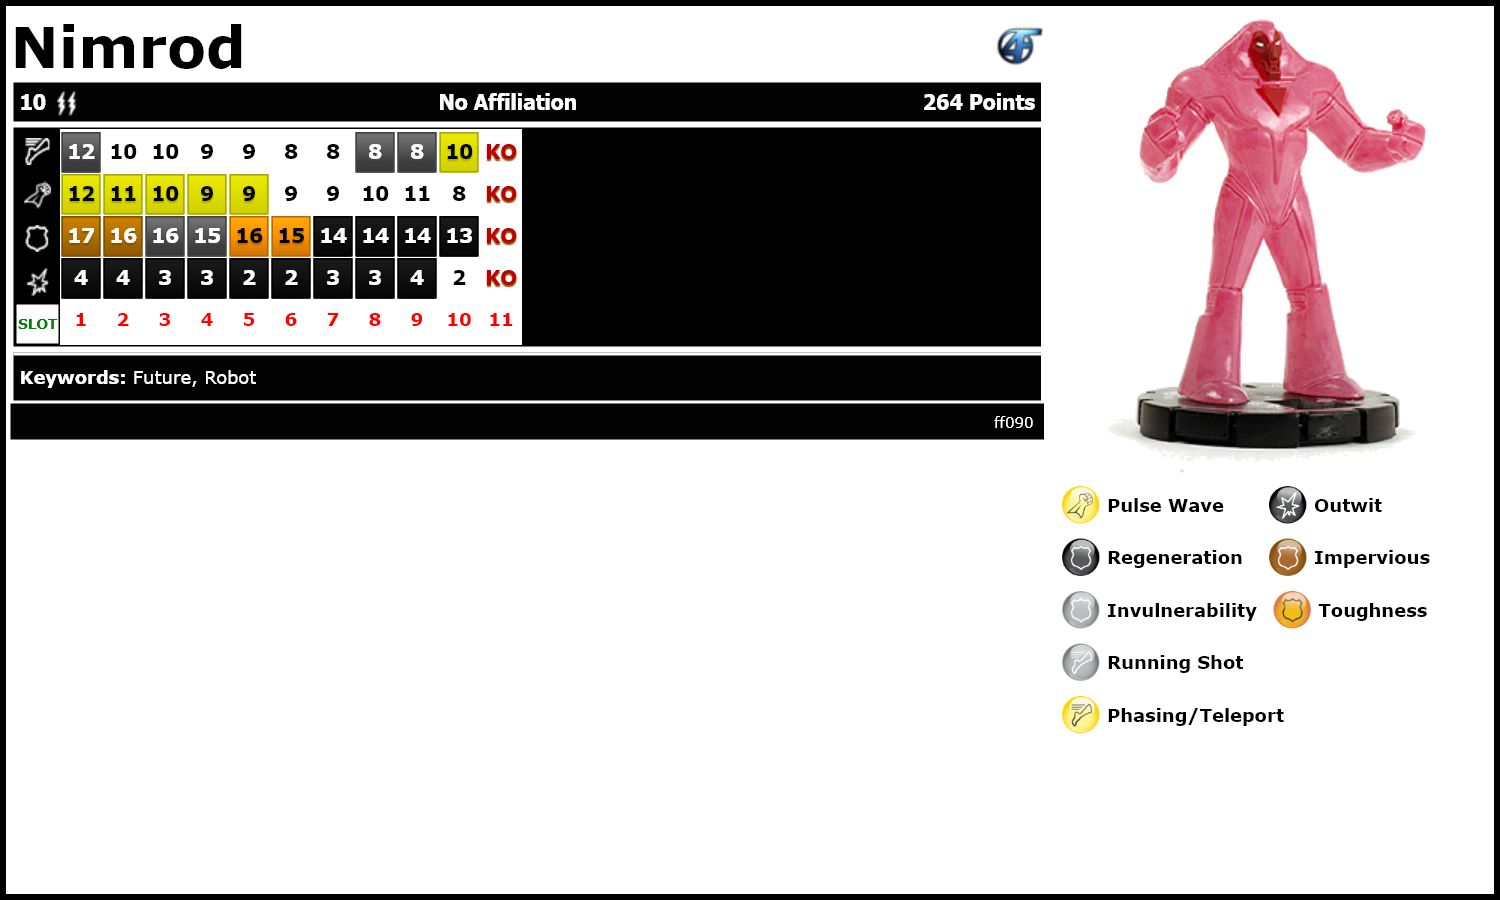 Nimrod
10 No Affiliation 264 Points
12 10 10 9 9 8 8 8 8 10 KO
12 11 10 9 9 9 9 10 11 8 KO
17 16 16 15 16 15 14 14 14 13 KO
4 4 3 3 2 2 3 3 4 2 KO
SLOT 1 2 3 4 5 6 7 8 9 10 11
Keywords: Future, Robot
ff090
Pulse Wave Outwit
Regeneration Impervious
Invulnerability Toughness
Running Shot
Phasing/Teleport